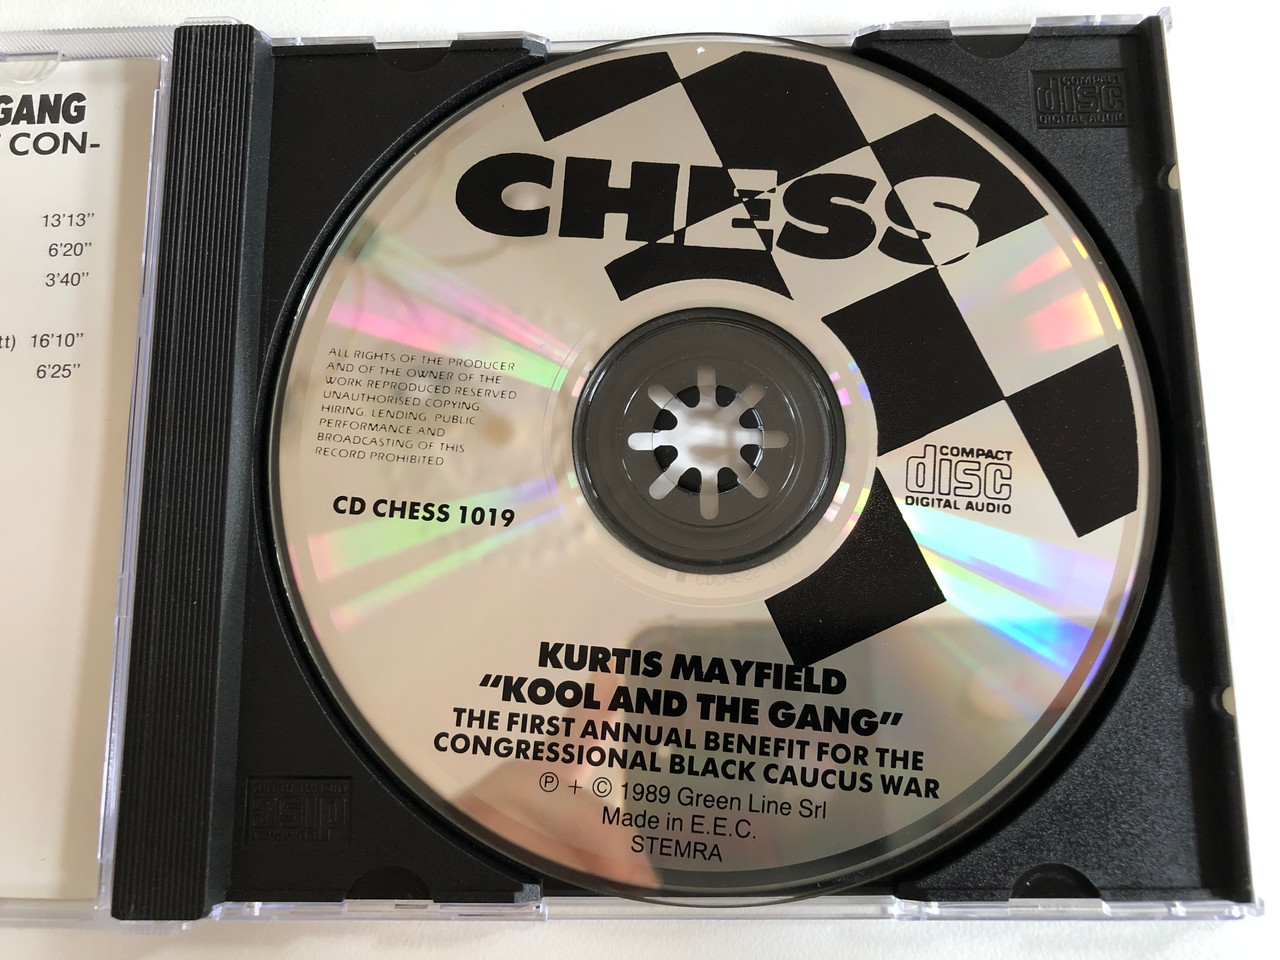 GANG
CON-
13'13"
6'20"
3'40"
tt) 16'10"
6'25"
CHESS
ALL RIGHTS OF THE PRODUCER
AND OF THE OWNER OF THE
WORK REPRODUCED RESERVED
UNAUTHORISED COPYING,
HIRING, LENDING, PUBLIC
PERFORMANCE AND
BROADCASTING OF THIS
RECORD PROHIBITED
CD CHESS 1019
COMPACT
disc
DIGITAL AUDIO
KURTIS MAYFIELD
"KOOL AND THE GANG"
THE FIRST ANNUAL BENEFIT FOR THE
CONGRESSIONAL BLACK CAUCUS WAR
Ⓟ + © 1989 Green Line Srl
Made in E.E.C.
STEMRA
COMPACT
disc
DIGITAL AUDIO